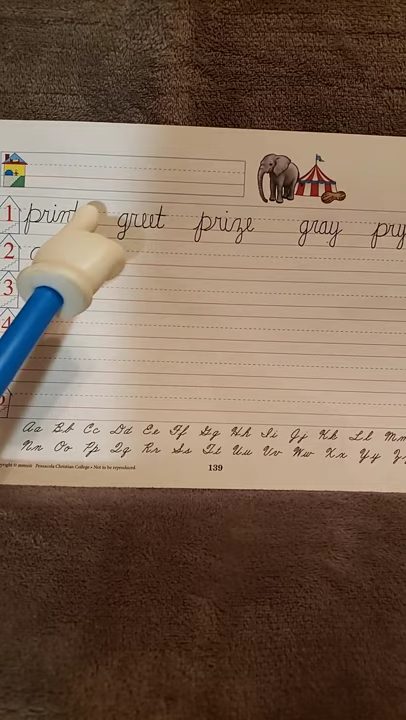 1 print greet prize gray pry
2
3
4
Aa Bb Cc Dd Ee Ff Gg Hh Ii Jj Kk Ll Mm
Nn Oo Pp Qq Rr Ss Tt Uu Vv Ww Xx Yy
Pensacola Christian College • Not to be reproduced.
139